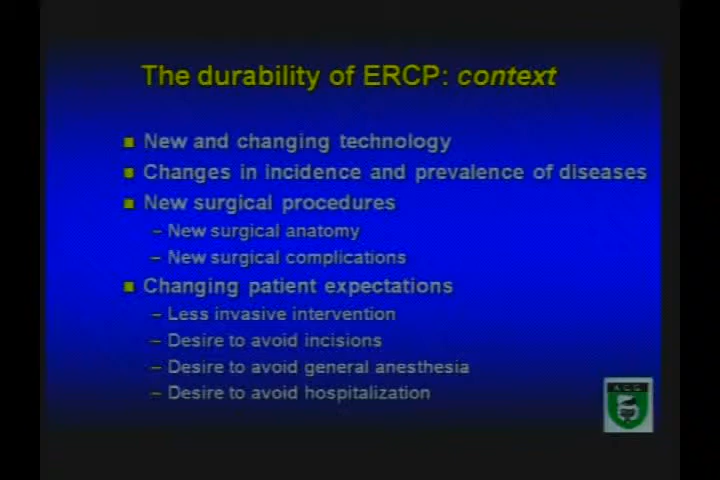 The durability of ERCP: context
New and changing technology
Changes in incidence and prevalence of diseases
New surgical procedures
– New surgical anatomy
– New surgical complications
Changing patient expectations
– Less invasive intervention
– Desire to avoid incisions
– Desire to avoid general anesthesia
– Desire to avoid hospitalization
A C G